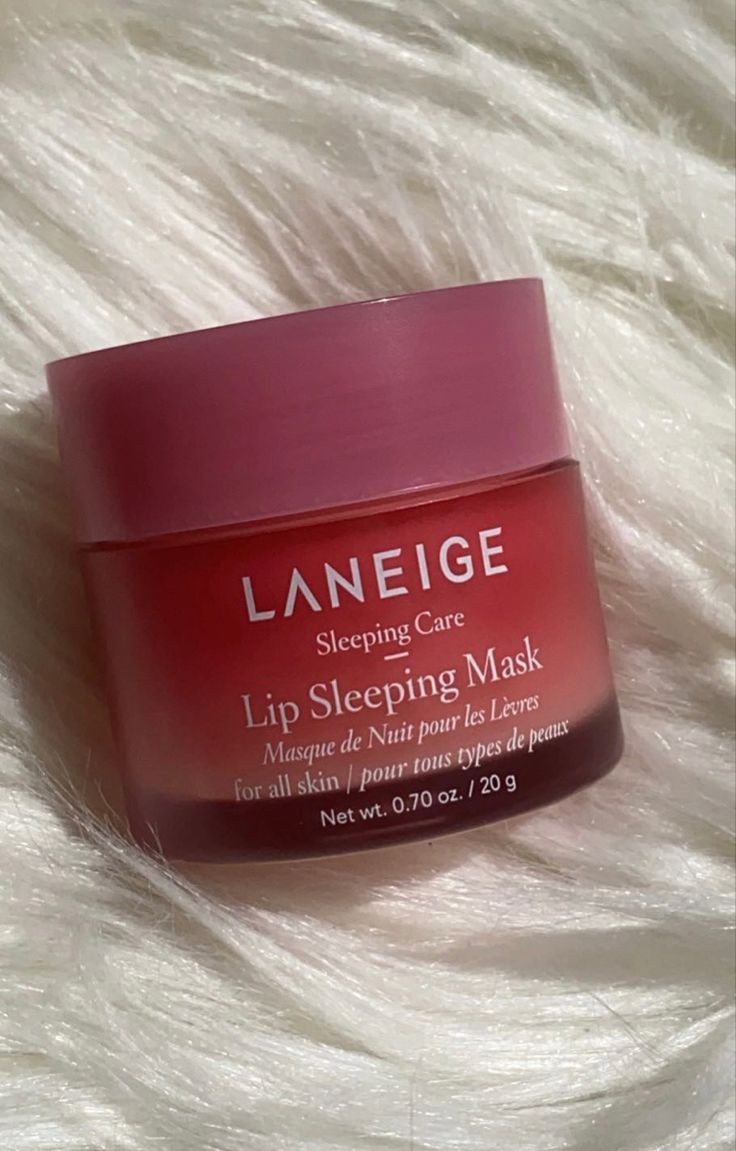 LANEIGE
Sleeping Care
Lip Sleeping Mask
Masque de Nuit pour les Lèvres
for all skin / pour tous types de peaux
Net wt. 0.70 oz. / 20 g